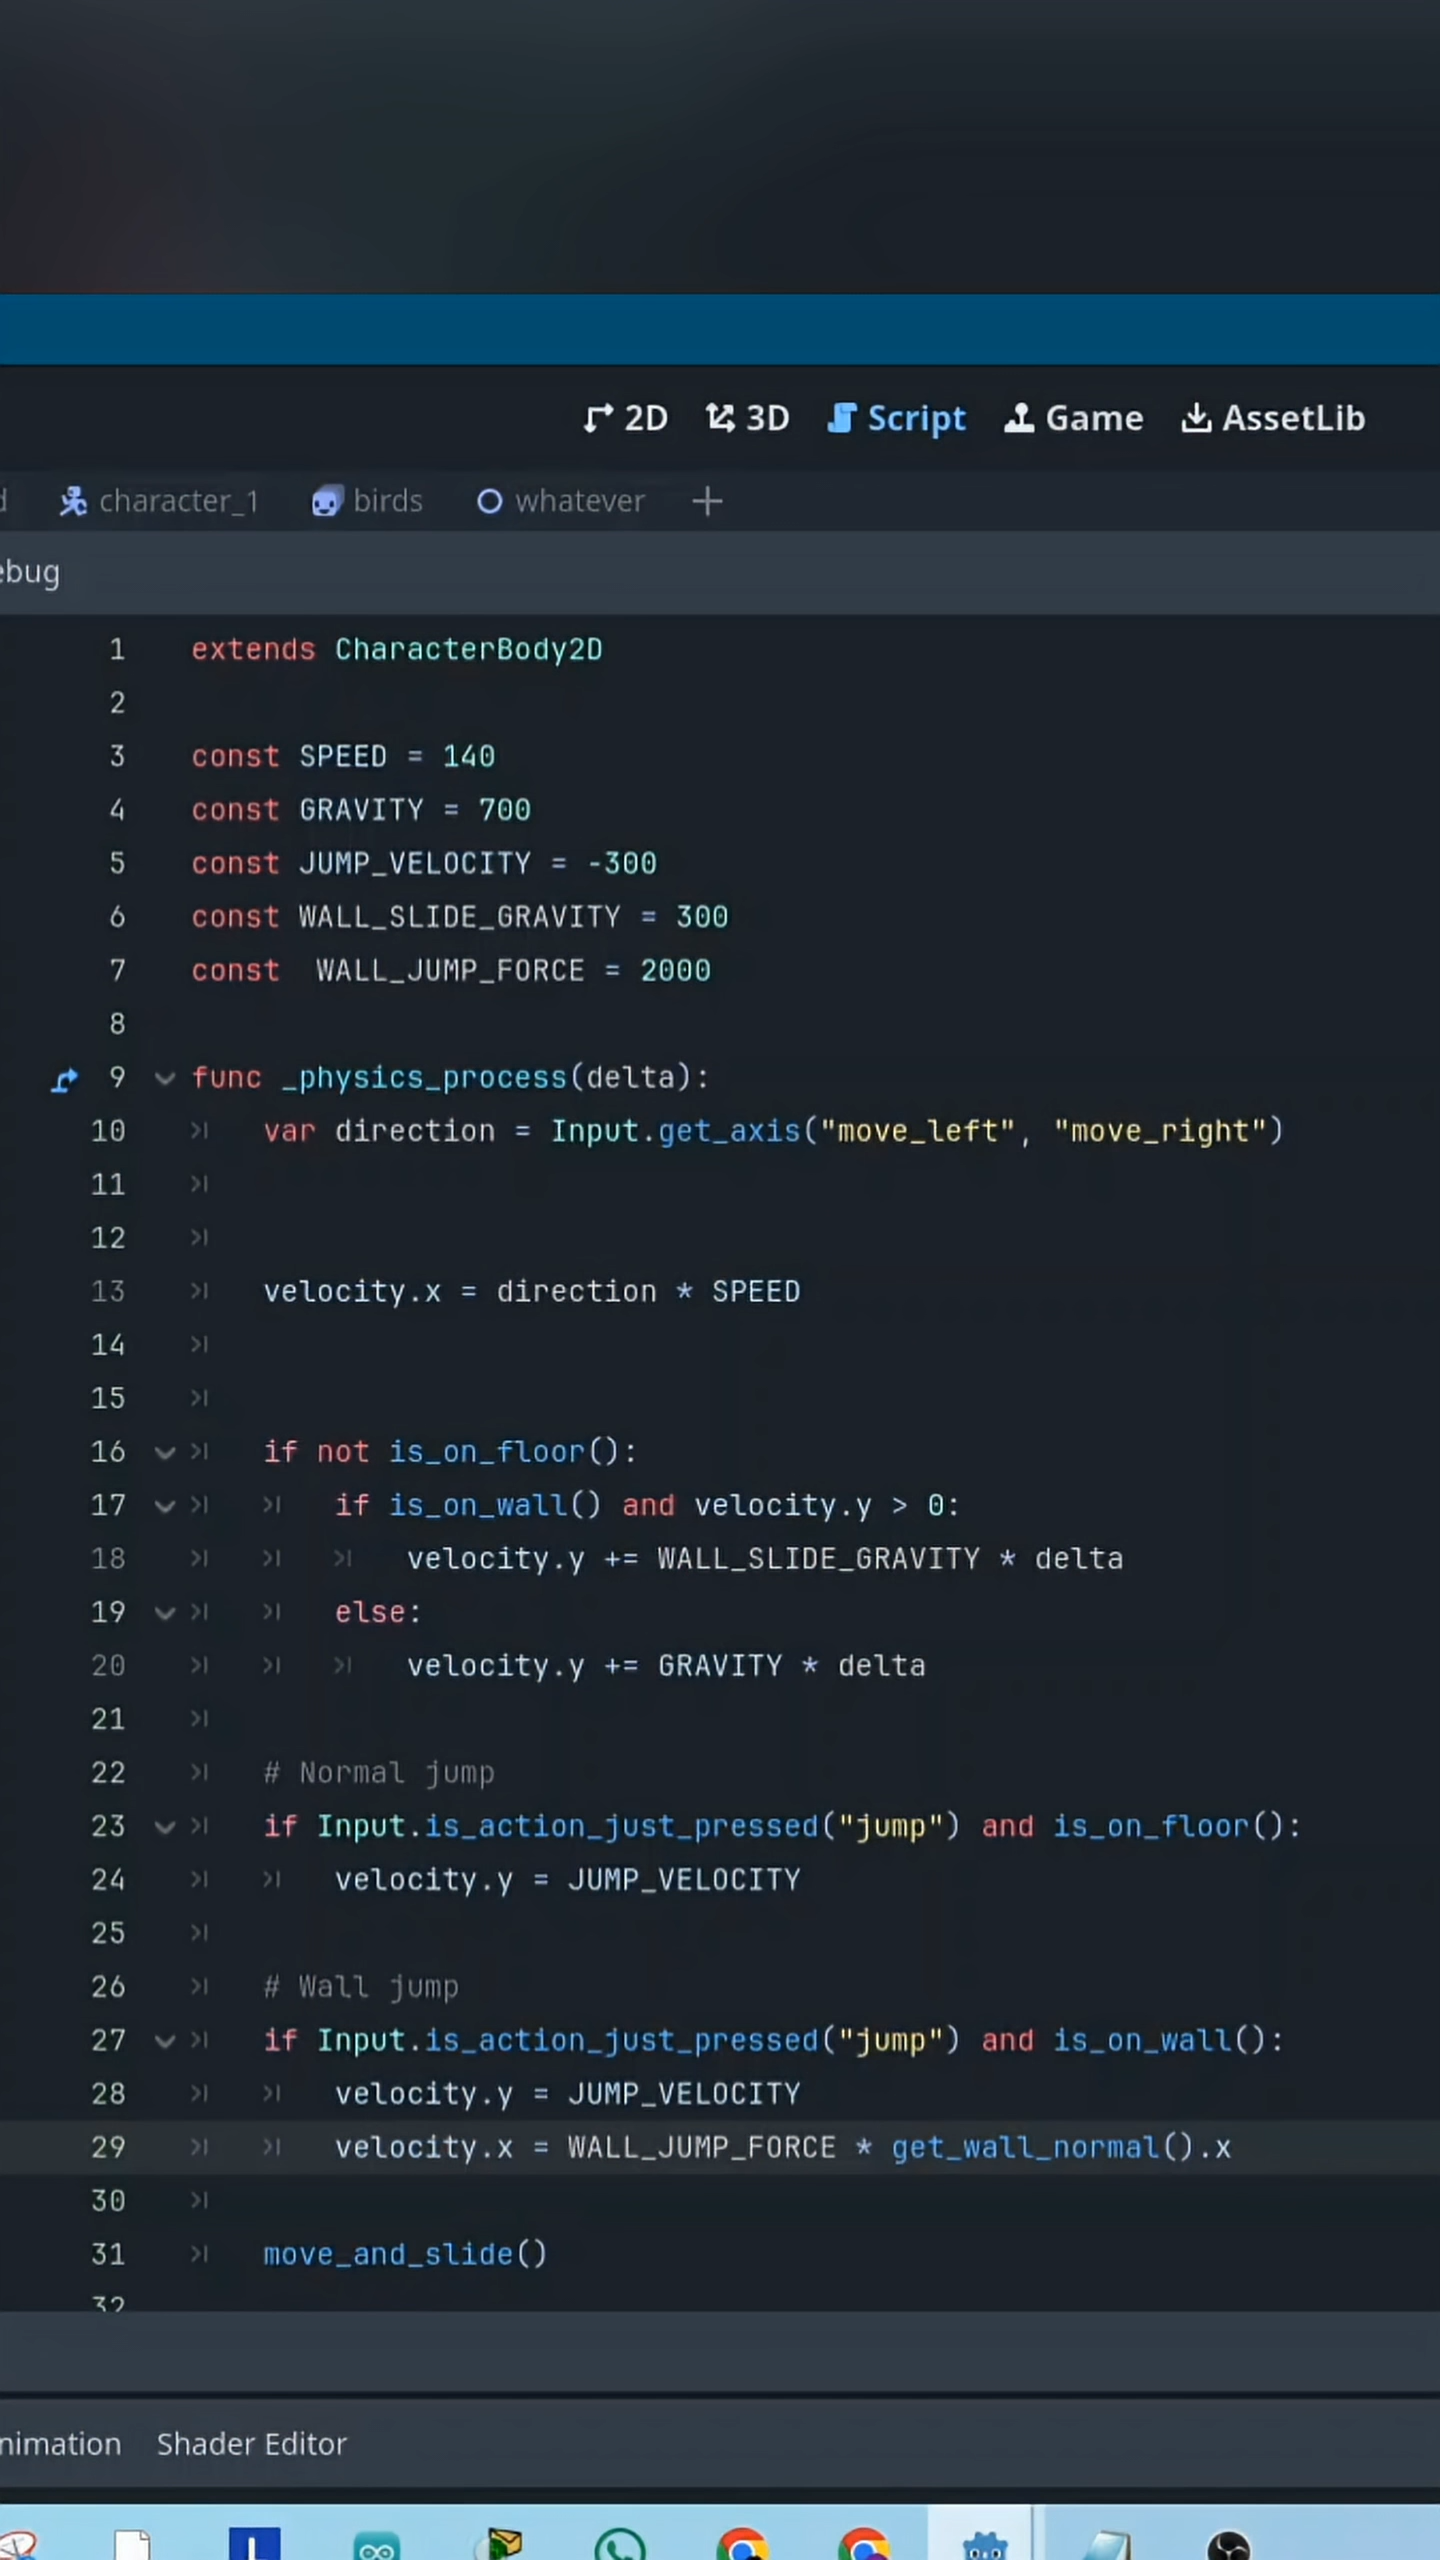 2D 3D Script Game AssetLib
d character_1 birds whatever +
ebug
1 extends CharacterBody2D
2
3 const SPEED = 140
4 const GRAVITY = 700
5 const JUMP_VELOCITY = -300
6 const WALL_SLIDE_GRAVITY = 300
7 const  WALL_JUMP_FORCE = 2000
8
9 func _physics_process(delta):
10 var direction = Input.get_axis("move_left", "move_right")
11
12
13 velocity.x = direction * SPEED
14
15
16 if not is_on_floor():
17 if is_on_wall() and velocity.y > 0:
18 velocity.y += WALL_SLIDE_GRAVITY * delta
19 else:
20 velocity.y += GRAVITY * delta
21
22 # Normal jump
23 if Input.is_action_just_pressed("jump") and is_on_floor():
24 velocity.y = JUMP_VELOCITY
25
26 # Wall jump
27 if Input.is_action_just_pressed("jump") and is_on_wall():
28 velocity.y = JUMP_VELOCITY
29 velocity.x = WALL_JUMP_FORCE * get_wall_normal().x
30
31 move_and_slide()
32
nimation Shader Editor
L